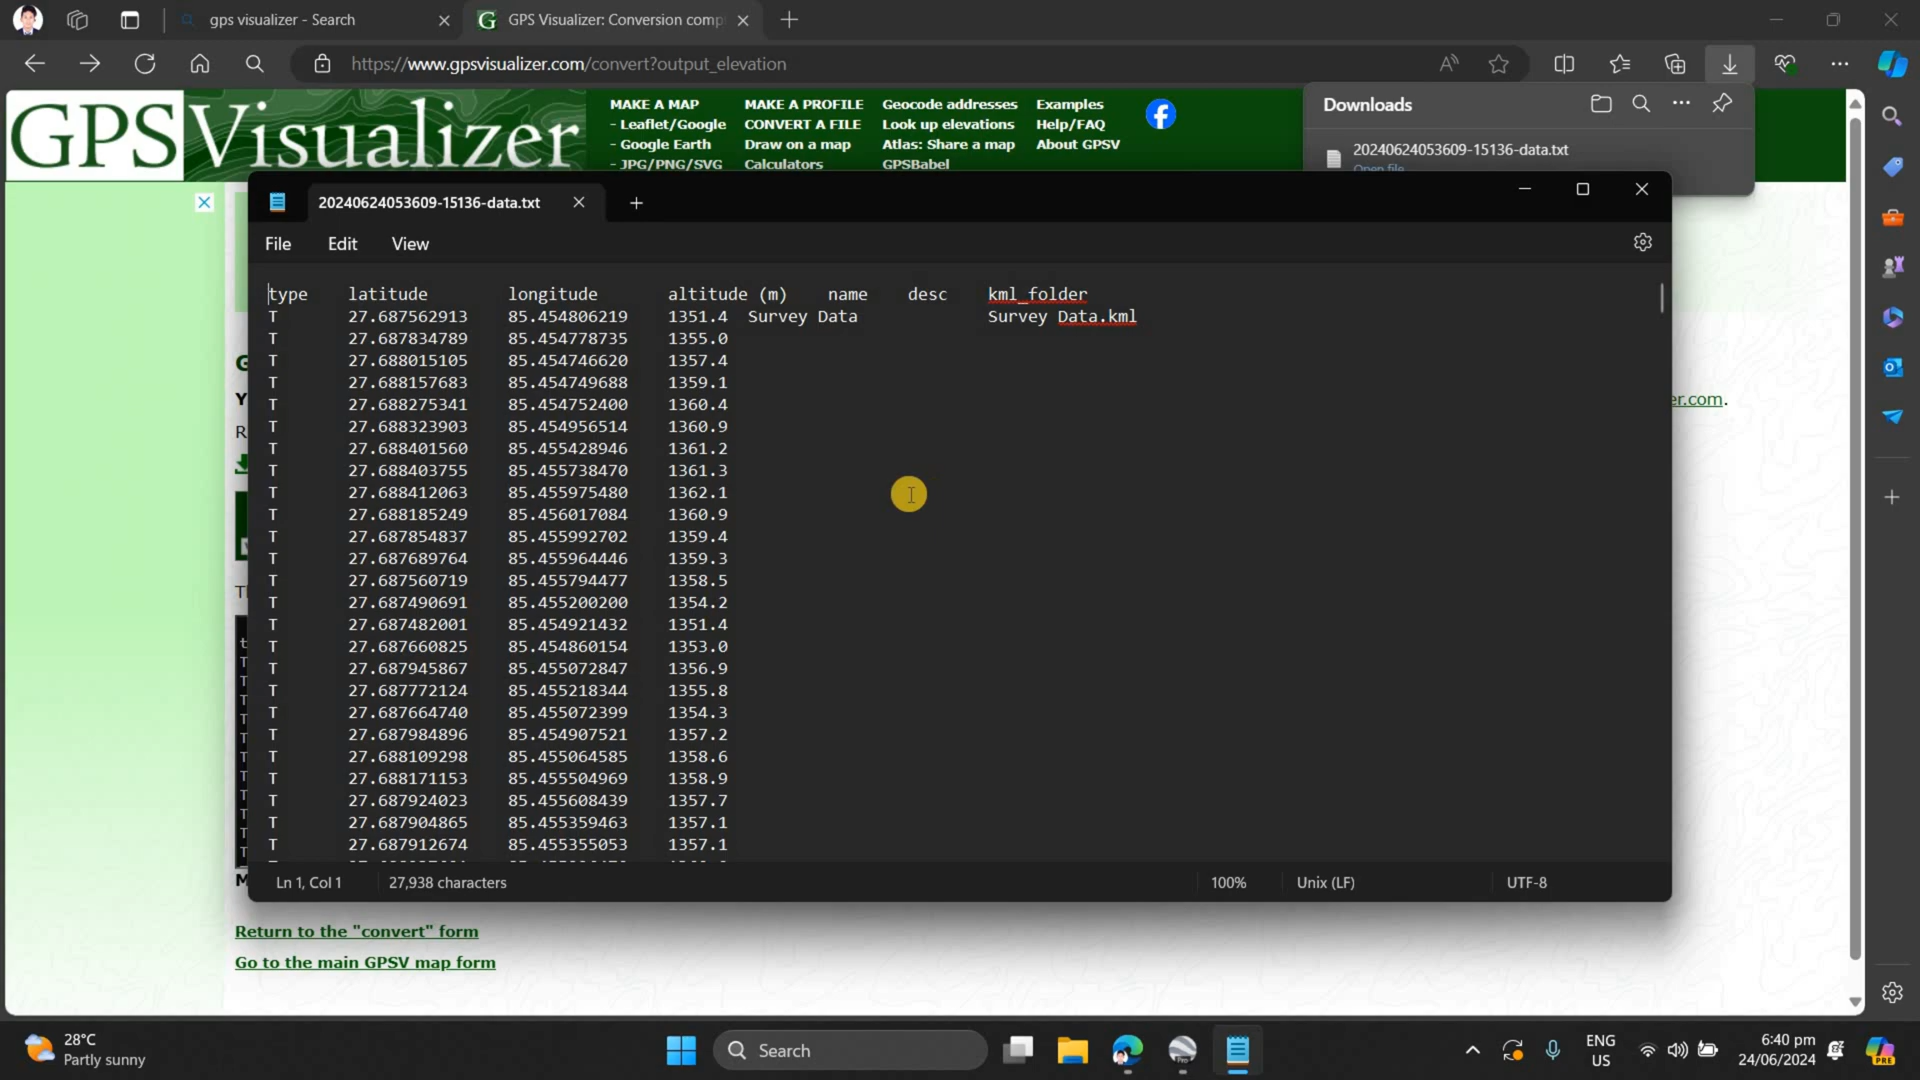 gps visualizer - Search
GPS Visualizer: Conversion comp
https://www.gpsvisualizer.com/convert?output_elevation
GPSVisualizer
MAKE A MAP
- Leaflet/Google
- Google Earth
- JPG/PNG/SVG
MAKE A PROFILE
CONVERT A FILE
Draw on a map
Calculators
Geocode addresses
Look up elevations
Atlas: Share a map
GPSBabel
Examples
Help/FAQ
About GPSV
Downloads
20240624053609-15136-data.txt
Open file
20240624053609-15136-data.txt
File Edit View
type latitude longitude altitude (m) name desc kml_folder
T 27.687562913 85.454806219 1351.4 Survey Data Survey Data.kml
T 27.687834789 85.454778735 1355.0
T 27.688015105 85.454746620 1357.4
T 27.688157683 85.454749688 1359.1
T 27.688275341 85.454752400 1360.4
T 27.688323903 85.454956514 1360.9
T 27.688401560 85.455428946 1361.2
T 27.688403755 85.455738470 1361.3
T 27.688412063 85.455975480 1362.1
T 27.688185249 85.456017084 1360.9
T 27.687854837 85.455992702 1359.4
T 27.687689764 85.455964446 1359.3
T 27.687560719 85.455794477 1358.5
T 27.687490691 85.455200200 1354.2
T 27.687482001 85.454921432 1351.4
T 27.687660825 85.454860154 1353.0
T 27.687945867 85.455072847 1356.9
T 27.687772124 85.455218344 1355.8
T 27.687664740 85.455072399 1354.3
T 27.687984896 85.454907521 1357.2
T 27.688109298 85.455064585 1358.6
T 27.688171153 85.455504969 1358.9
T 27.687924023 85.455608439 1357.7
T 27.687904865 85.455359463 1357.1
T 27.687912674 85.455355053 1357.1
Ln 1, Col 1 27,938 characters 100% Unix (LF) UTF-8
er.com.
Return to the "convert" form
Go to the main GPSV map form
28°C
Partly sunny
Search
ENG
US
6:40 pm
24/06/2024
PRE